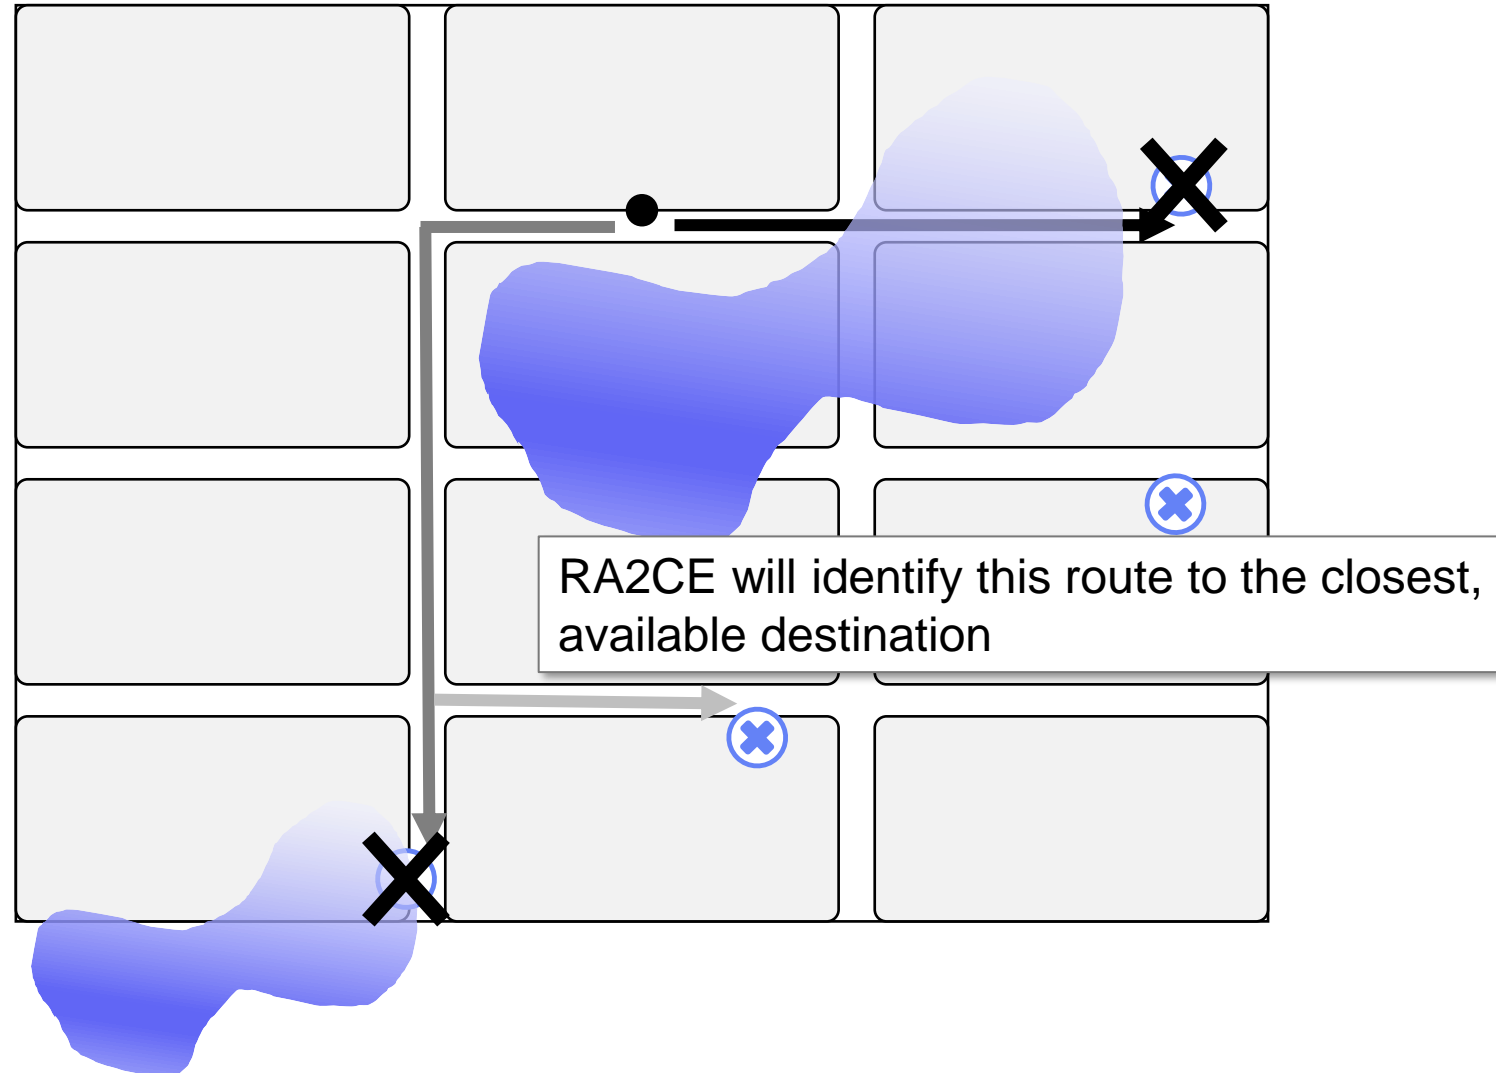 RA2CE will identify this route to the closest,
available destination